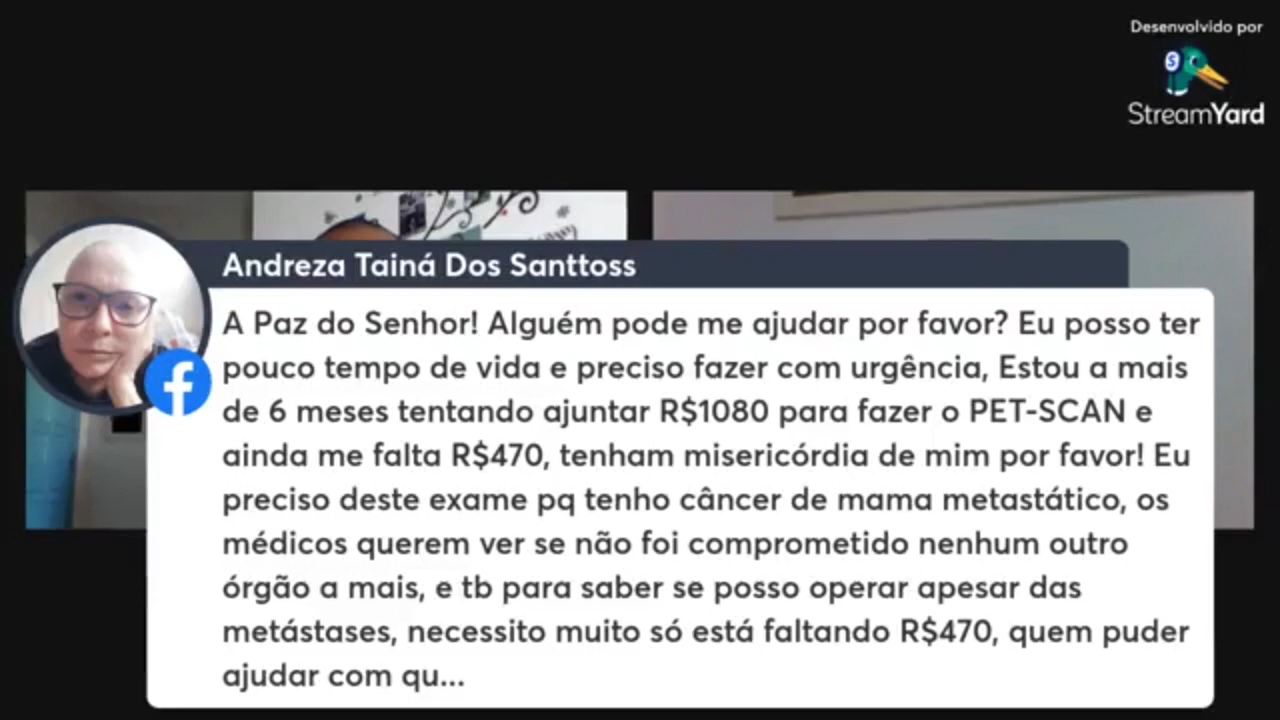 Desenvolvido por
StreamYard
Andreza Tainá Dos Santtoss
A Paz do Senhor! Alguém pode me ajudar por favor? Eu posso ter
pouco tempo de vida e preciso fazer com urgência, Estou a mais
de 6 meses tentando ajuntar R$1080 para fazer o PET-SCAN e
ainda me falta R$470, tenham misericórdia de mim por favor! Eu
preciso deste exame pq tenho câncer de mama metastático, os
médicos querem ver se não foi comprometido nenhum outro
órgão a mais, e tb para saber se posso operar apesar das
metástases, necessito muito só está faltando R$470, quem puder
ajudar com qu...